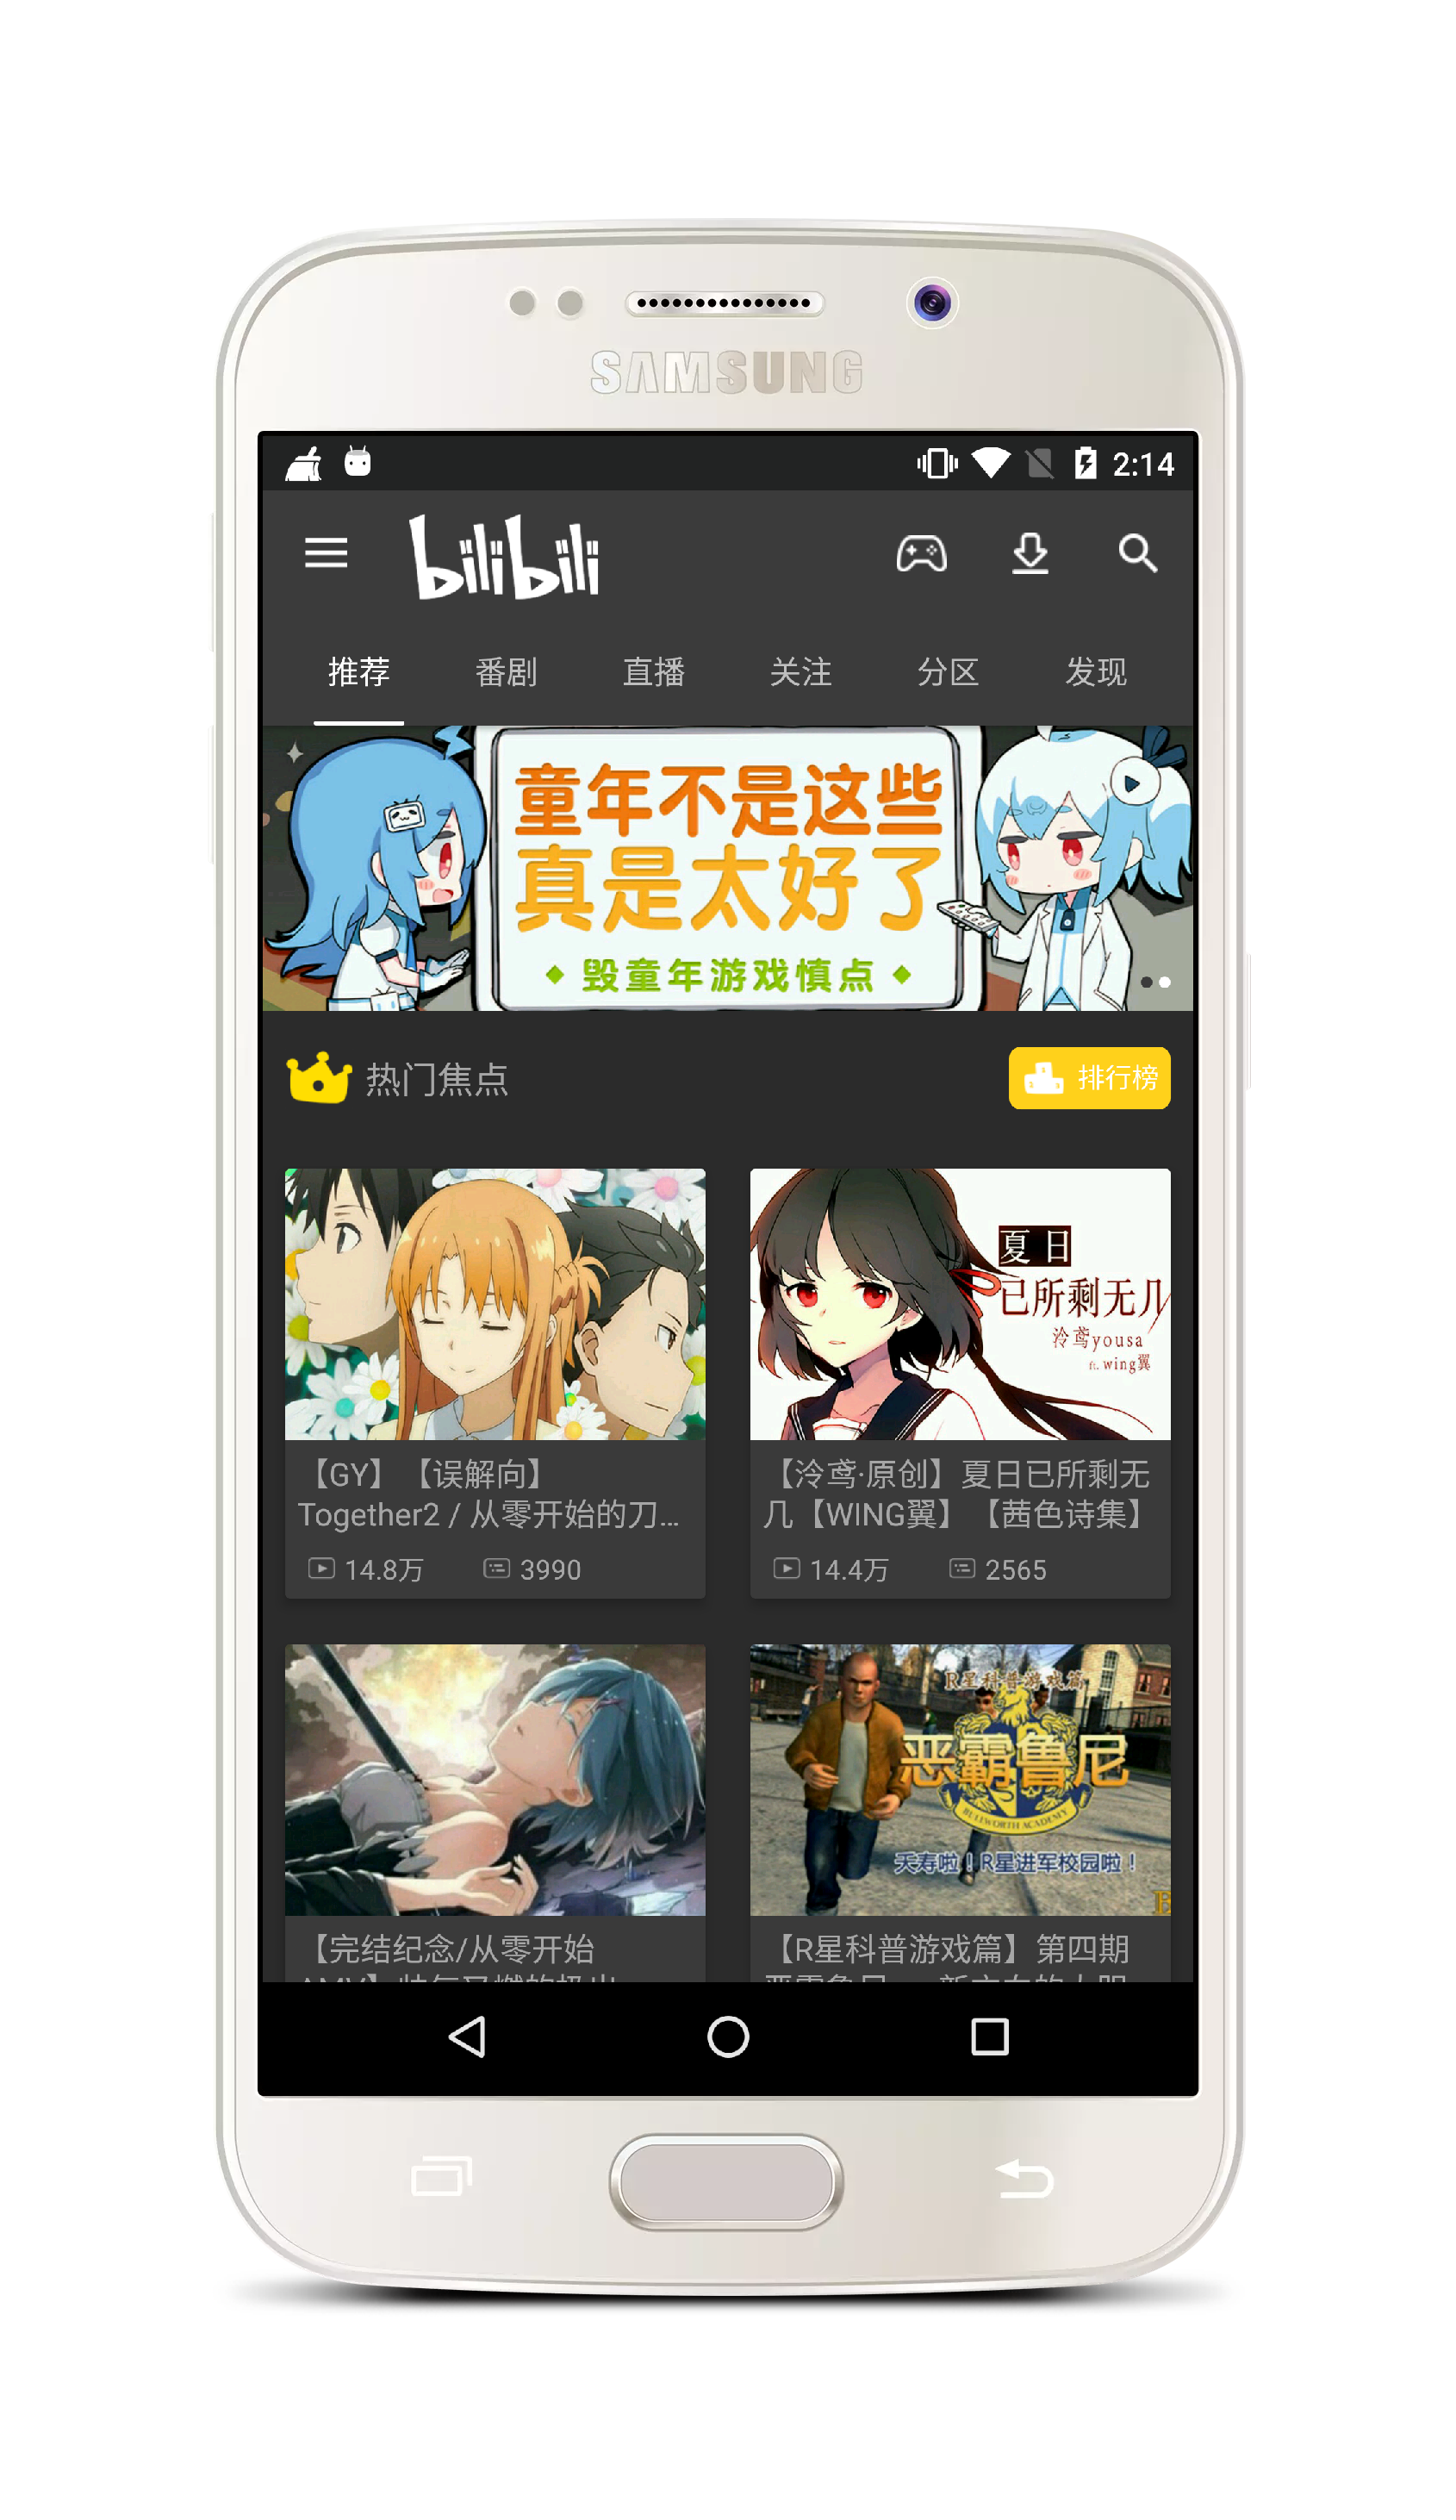 SAMSUNG
2:14
bilibili
推荐 番剧 直播 关注 分区 发现
童年不是这些
真是太好了
毁童年游戏慎点
热门焦点
排行榜
夏日
已所剩无几
泠鸢yousa
ft. wing翼
【GY】【误解向】
Together2 / 从零开始的刀...
14.8万 3990
【泠鸢·原创】夏日已所剩无
几【WING翼】【茜色诗集】
14.4万 2565
R星科普游戏篇
恶霸鲁尼
BULLWORTH ACADEMY
夭寿啦！R星进军校园啦！
【完结纪念/从零开始
【R星科普游戏篇】第四期